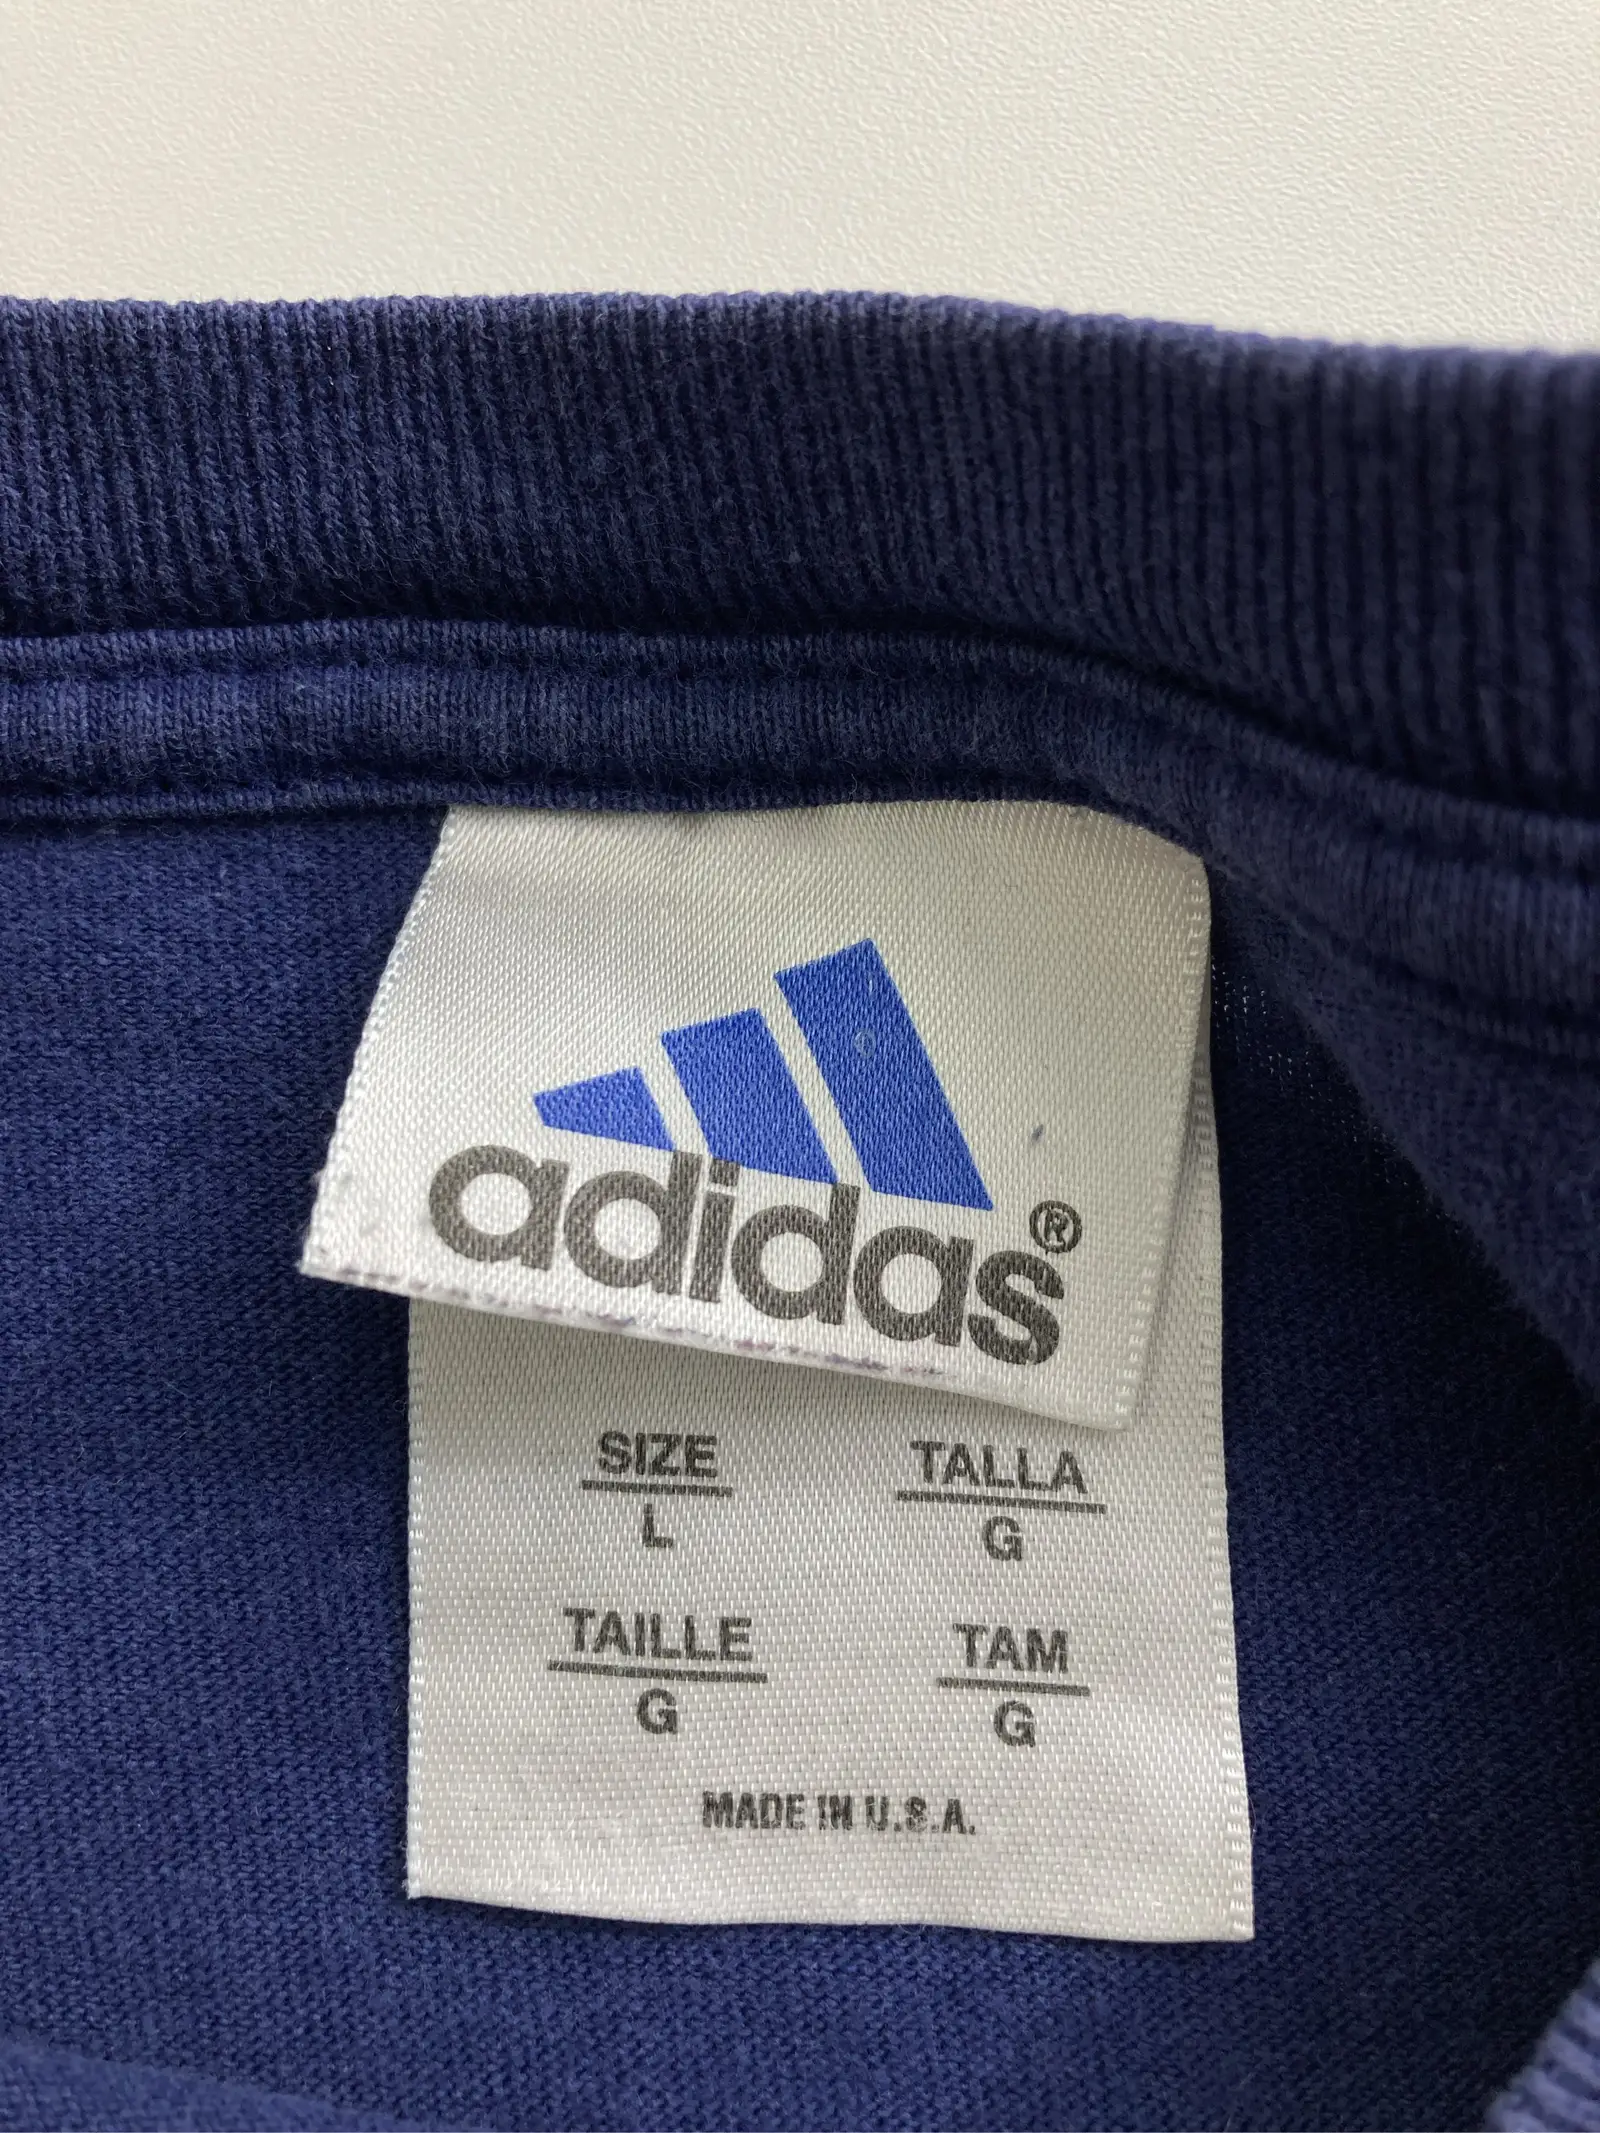 adidas®
SIZE TALLA
L G
TAILLE TAM
G G
MADE IN U.S.A.